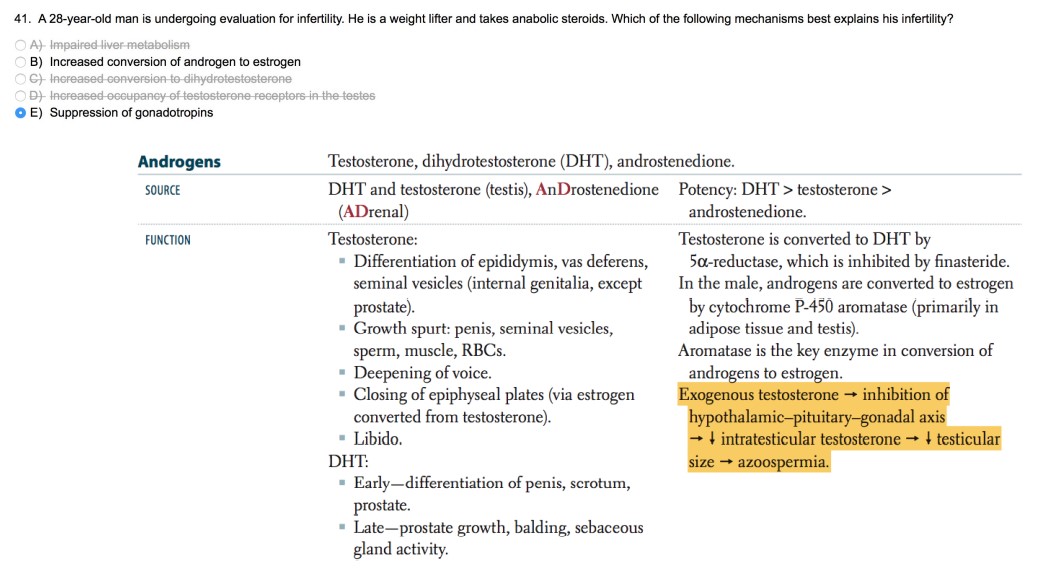 41. A 28-year-old man is undergoing evaluation for infertility. He is a weight lifter and takes anabolic steroids. Which of the following mechanisms best explains his infertility?
A) Impaired liver metabolism
B) Increased conversion of androgen to estrogen
C) Increased conversion to dihydrotestosterone
D) Increased occupancy of testosterone receptors in the testes
E) Suppression of gonadotropins
Androgens
Testosterone, dihydrotestosterone (DHT), androstenedione.
SOURCE
DHT and testosterone (testis), AnDrostenedione
(ADrenal)
Potency: DHT > testosterone >
androstenedione.
FUNCTION
Testosterone:
▪ Differentiation of epididymis, vas deferens,
seminal vesicles (internal genitalia, except
prostate).
▪ Growth spurt: penis, seminal vesicles,
sperm, muscle, RBCs.
▪ Deepening of voice.
▪ Closing of epiphyseal plates (via estrogen
converted from testosterone).
▪ Libido.
DHT:
▪ Early—differentiation of penis, scrotum,
prostate.
▪ Late—prostate growth, balding, sebaceous
gland activity.
Testosterone is converted to DHT by
5α-reductase, which is inhibited by finasteride.
In the male, androgens are converted to estrogen
by cytochrome P-450 aromatase (primarily in
adipose tissue and testis).
Aromatase is the key enzyme in conversion of
androgens to estrogen.
Exogenous testosterone → inhibition of
hypothalamic–pituitary–gonadal axis
→ ↓ intratesticular testosterone → ↓ testicular
size → azoospermia.